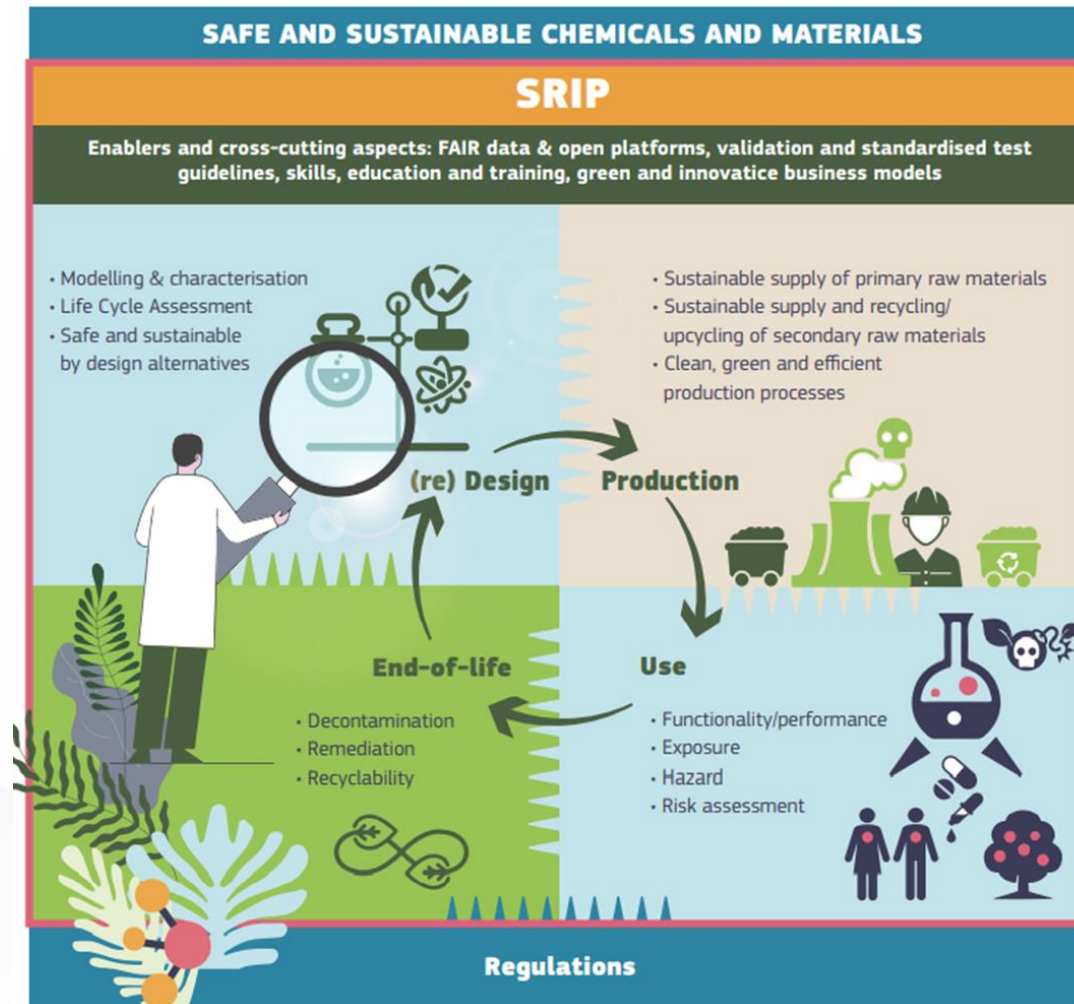 SAFE AND SUSTAINABLE CHEMICALS AND MATERIALS
SRIP
Enablers and cross-cutting aspects: FAIR data & open platforms, validation and standardised test
guidelines, skills, education and training, green and innovatice business models
• Modelling & characterisation
• Life Cycle Assessment
• Safe and sustainable
by design alternatives
• Sustainable supply of primary raw materials
• Sustainable supply and recycling/
upcycling of secondary raw materials
• Clean, green and efficient
production processes
(re) Design
Production
End-of-life
Use
• Decontamination
• Remediation
• Recyclability
• Functionality/performance
• Exposure
• Hazard
• Risk assessment
Regulations